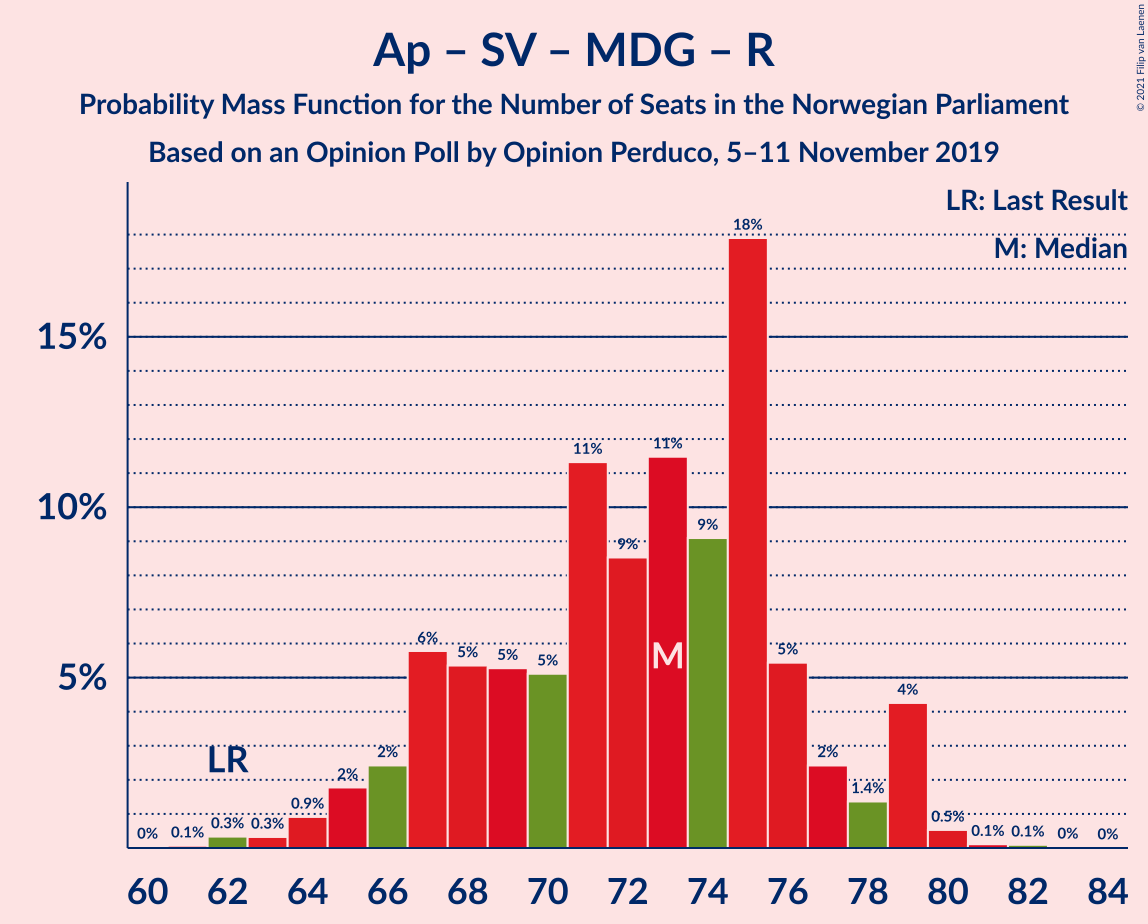 Ap – SV – MDG – R
Probability Mass Function for the Number of Seats in the Norwegian Parliament
Based on an Opinion Poll by Opinion Perduco, 5–11 November 2019
© 2021 Filip van Laenen
LR: Last Result
M: Median
15%
10%
5%
LR
M
0% 0.1% 0.3% 0.3% 0.9% 2% 2% 6% 5% 5% 5% 11% 9% 11% 9% 18% 5% 2% 1.4% 4% 0.5% 0.1% 0.1% 0% 0%
60 62 64 66 68 70 72 74 76 78 80 82 84